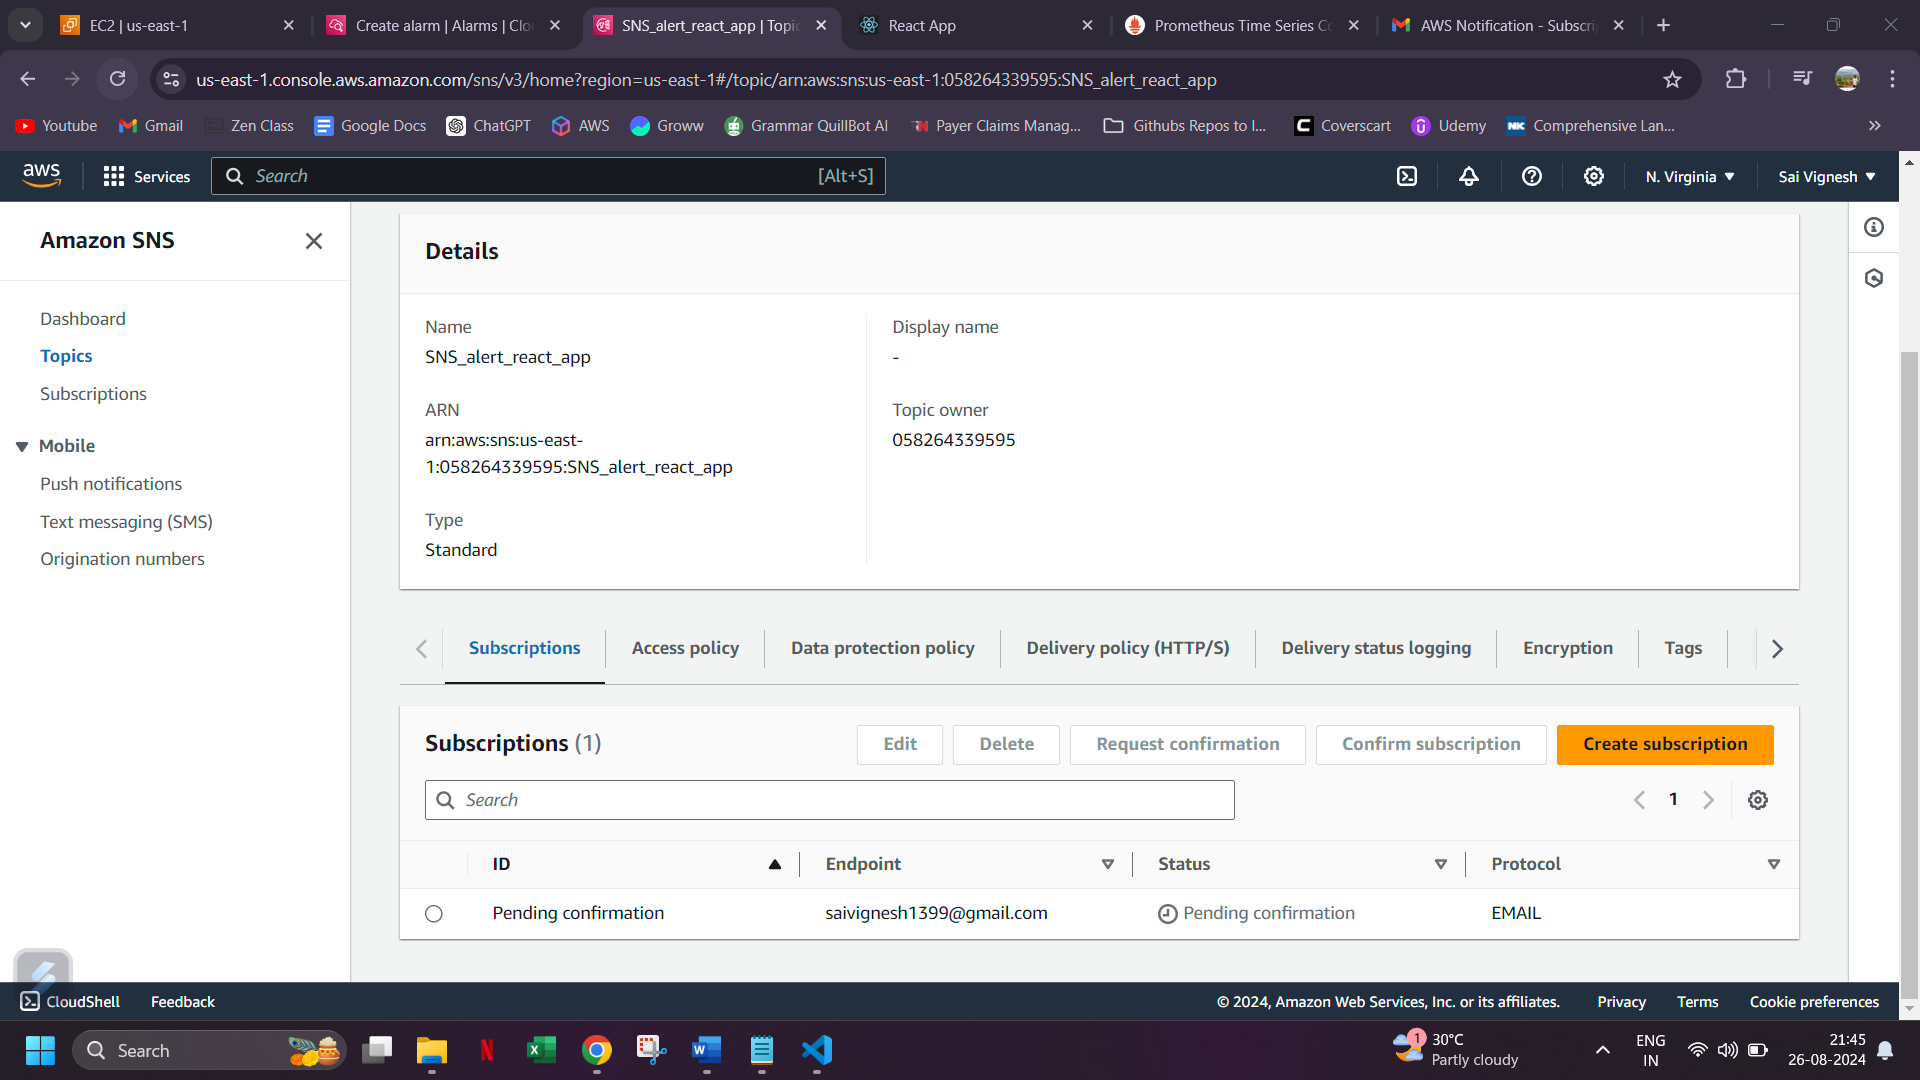 EC2 | us-east-1
Create alarm | Alarms | Clo
SNS_alert_react_app | Topic
React App
Prometheus Time Series Co
AWS Notification - Subscri
us-east-1.console.aws.amazon.com/sns/v3/home?region=us-east-1#/topic/arn:aws:sns:us-east-1:058264339595:SNS_alert_react_app
Youtube
Gmail
Zen Class
Google Docs
ChatGPT
AWS
Groww
Grammar QuillBot AI
Payer Claims Manag...
Githubs Repos to I...
Coverscart
Udemy
Comprehensive Lan...
aws
Services
Search
[Alt+S]
N. Virginia
Sai Vignesh
Amazon SNS
Dashboard
Topics
Subscriptions
Mobile
Push notifications
Text messaging (SMS)
Origination numbers
Details
Name
SNS_alert_react_app
Display name
-
ARN
arn:aws:sns:us-east-
1:058264339595:SNS_alert_react_app
Topic owner
058264339595
Type
Standard
Subscriptions
Access policy
Data protection policy
Delivery policy (HTTP/S)
Delivery status logging
Encryption
Tags
Subscriptions (1)
Edit
Delete
Request confirmation
Confirm subscription
Create subscription
Search
1
ID
Endpoint
Status
Protocol
Pending confirmation
saivignesh1399@gmail.com
Pending confirmation
EMAIL
CloudShell
Feedback
© 2024, Amazon Web Services, Inc. or its affiliates.
Privacy
Terms
Cookie preferences
Search
1
30°C
Partly cloudy
ENG
IN
21:45
26-08-2024